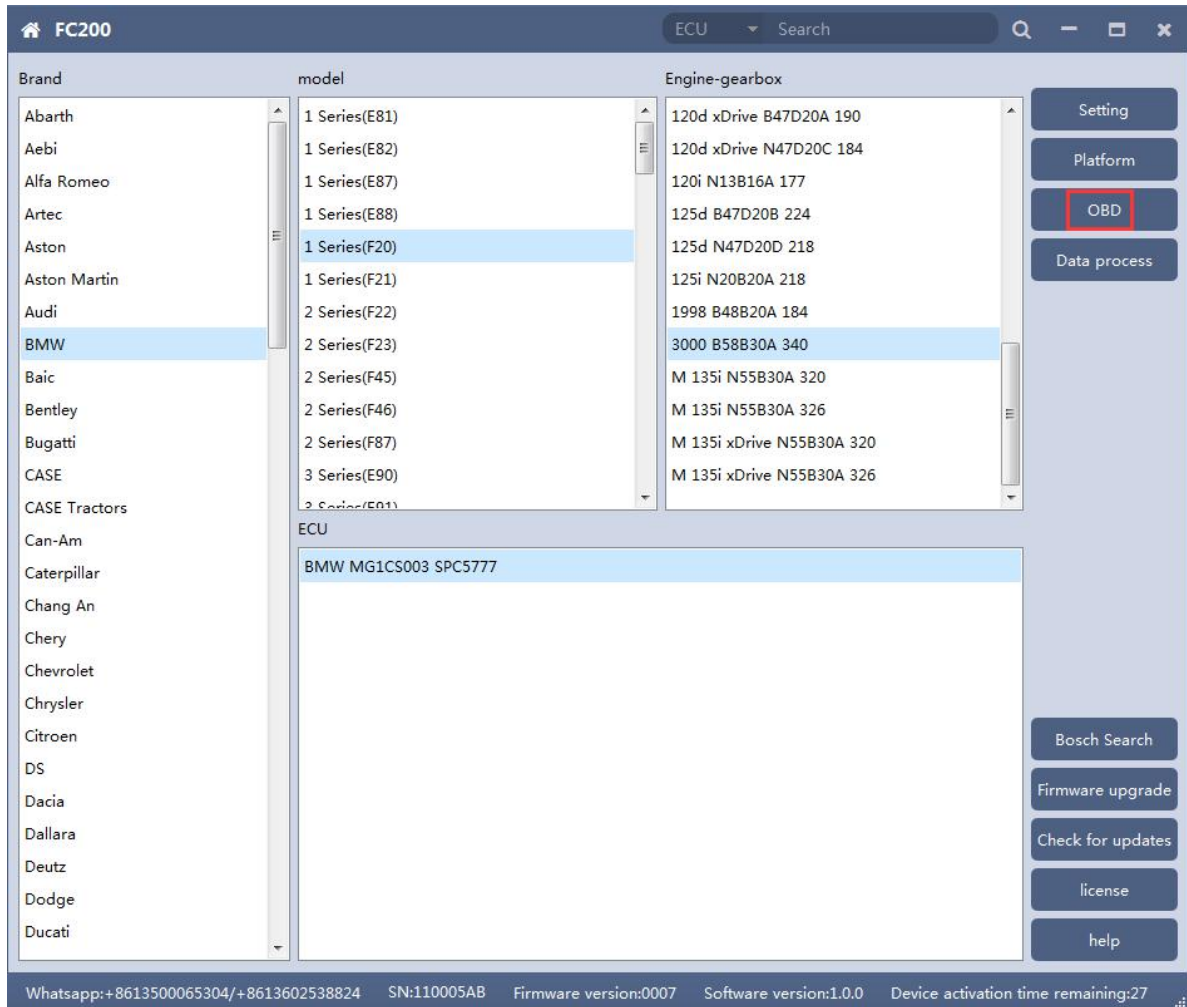 FC200
ECU
Search
Brand
Abarth
Aebi
Alfa Romeo
Artec
Aston
Aston Martin
Audi
BMW
Baic
Bentley
Bugatti
CASE
CASE Tractors
Can-Am
Caterpillar
Chang An
Chery
Chevrolet
Chrysler
Citroen
DS
Dacia
Dallara
Deutz
Dodge
Ducati
model
1 Series(E81)
1 Series(E82)
1 Series(E87)
1 Series(E88)
1 Series(F20)
1 Series(F21)
2 Series(F22)
2 Series(F23)
2 Series(F45)
2 Series(F46)
2 Series(F87)
3 Series(E90)
3 Series(E91)
Engine-gearbox
120d xDrive B47D20A 190
120d xDrive N47D20C 184
120i N13B16A 177
125d B47D20B 224
125d N47D20D 218
125i N20B20A 218
1998 B48B20A 184
3000 B58B30A 340
M 135i N55B30A 320
M 135i N55B30A 326
M 135i xDrive N55B30A 320
M 135i xDrive N55B30A 326
ECU
BMW MG1CS003 SPC5777
Setting
Platform
OBD
Data process
Bosch Search
Firmware upgrade
Check for updates
license
help
Whatsapp:+8613500065304/+8613602538824
SN:110005AB
Firmware version:0007
Software version:1.0.0
Device activation time remaining:27